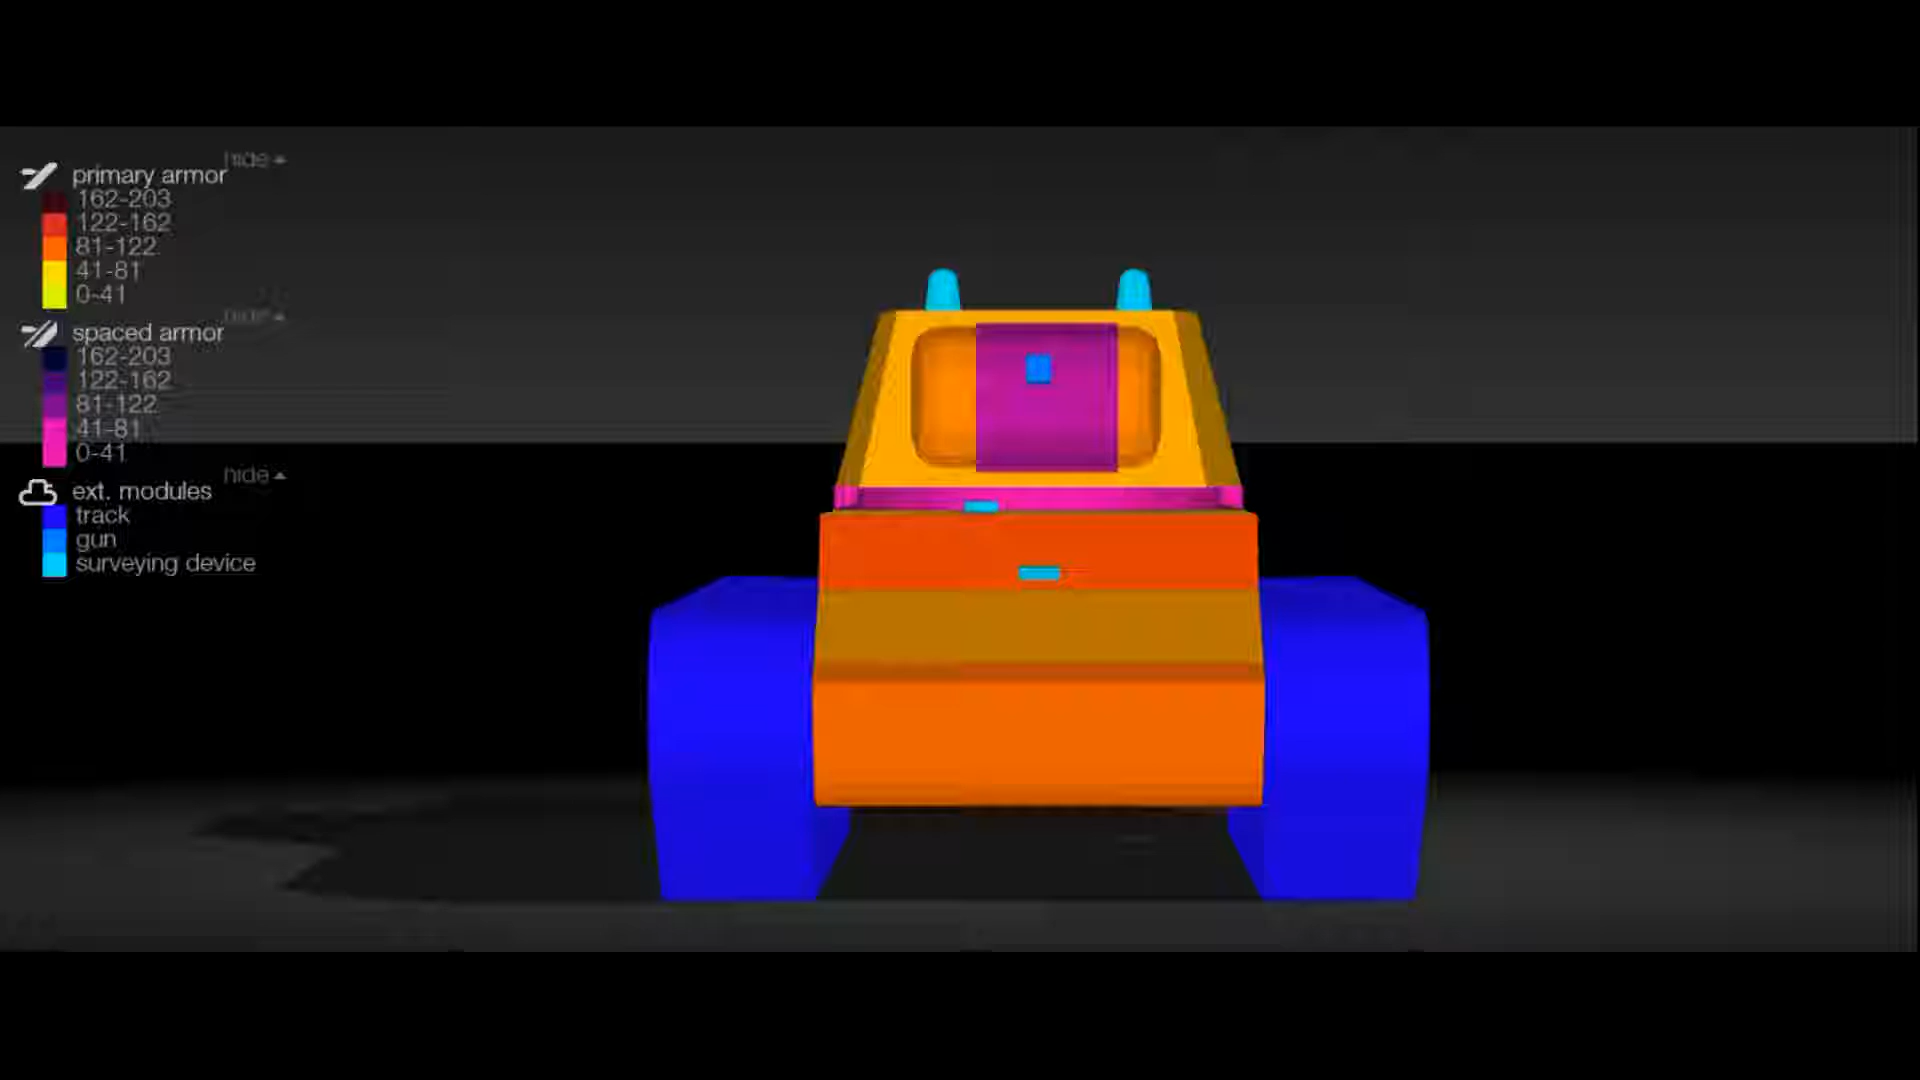 hide
primary armor
162-203
122-162
81-122
41-81
0-41
hide
spaced armor
162-203
122-162
81-122
41-81
0-41
hide
ext. modules
track
gun
surveying device